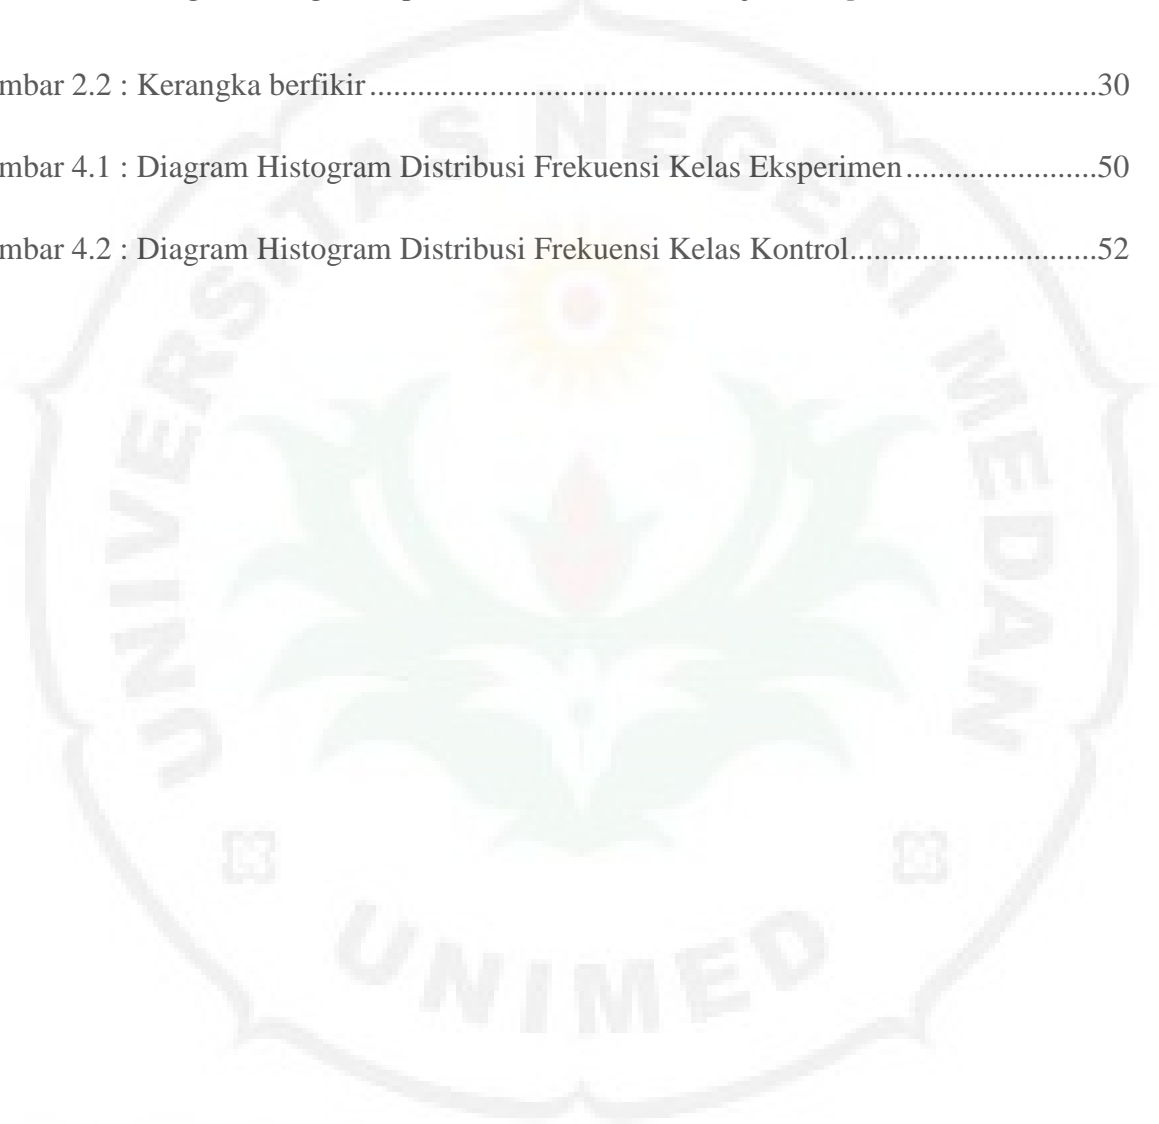 mbar 2.2 : Kerangka berfikir...........................................................................................30
mbar 4.1 : Diagram Histogram Distribusi Frekuensi Kelas Eksperimen........................50
mbar 4.2 : Diagram Histogram Distribusi Frekuensi Kelas Kontrol...............................52
UNIVERSITAS NEGERI MEDAN
UNIMED